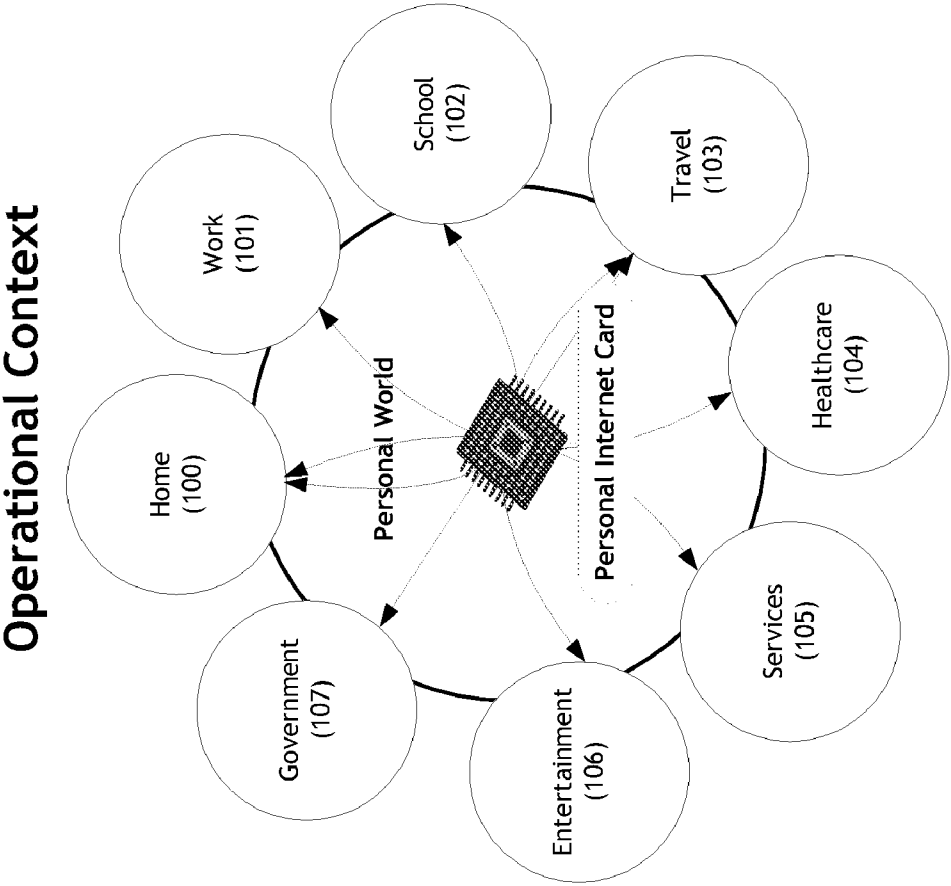 Operational Context
Home
(100)
Work
(101)
School
(102)
Travel
(103)
Healthcare
(104)
Services
(105)
Entertainment
(106)
Government
(107)
Personal World
Personal Internet Card